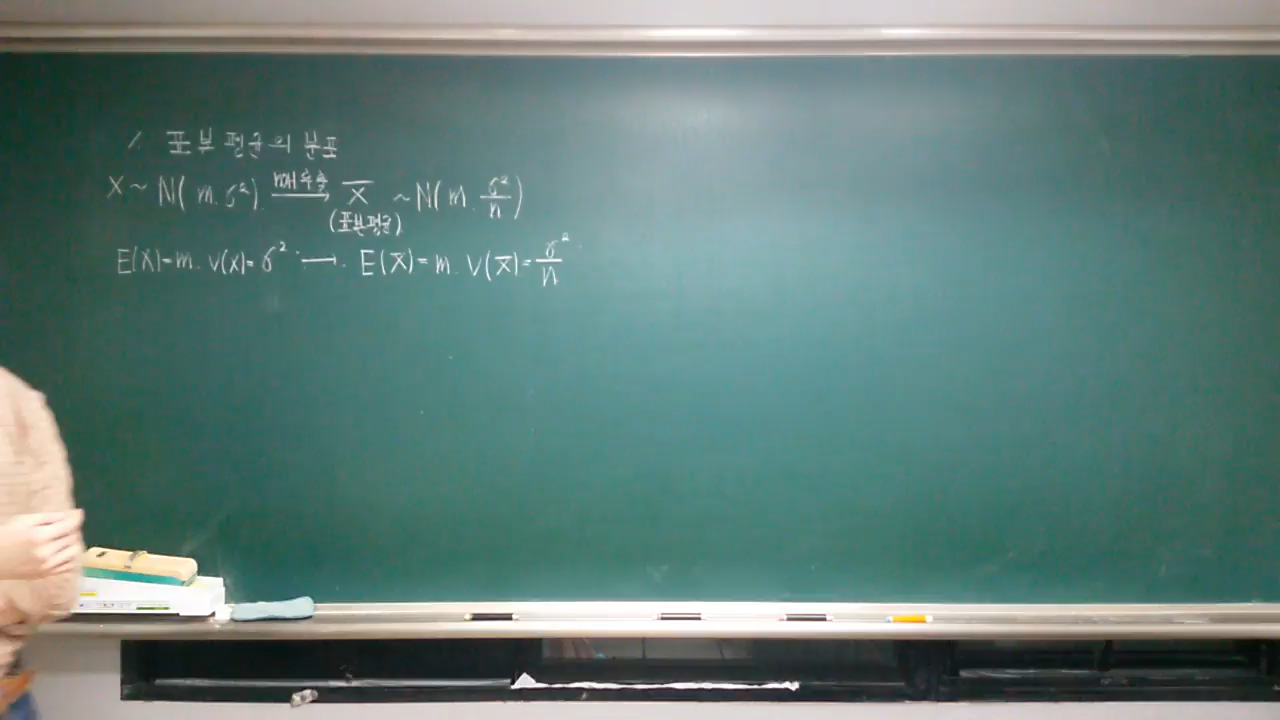 1. 표본평균의 분포
X ~ N(m. σ²). n개추출→ X̄ ~ N(m. σ²/n)
(표본평균)
E(X)=m. V(X)=σ² → E(X̄)=m. V(X̄)=σ²/n